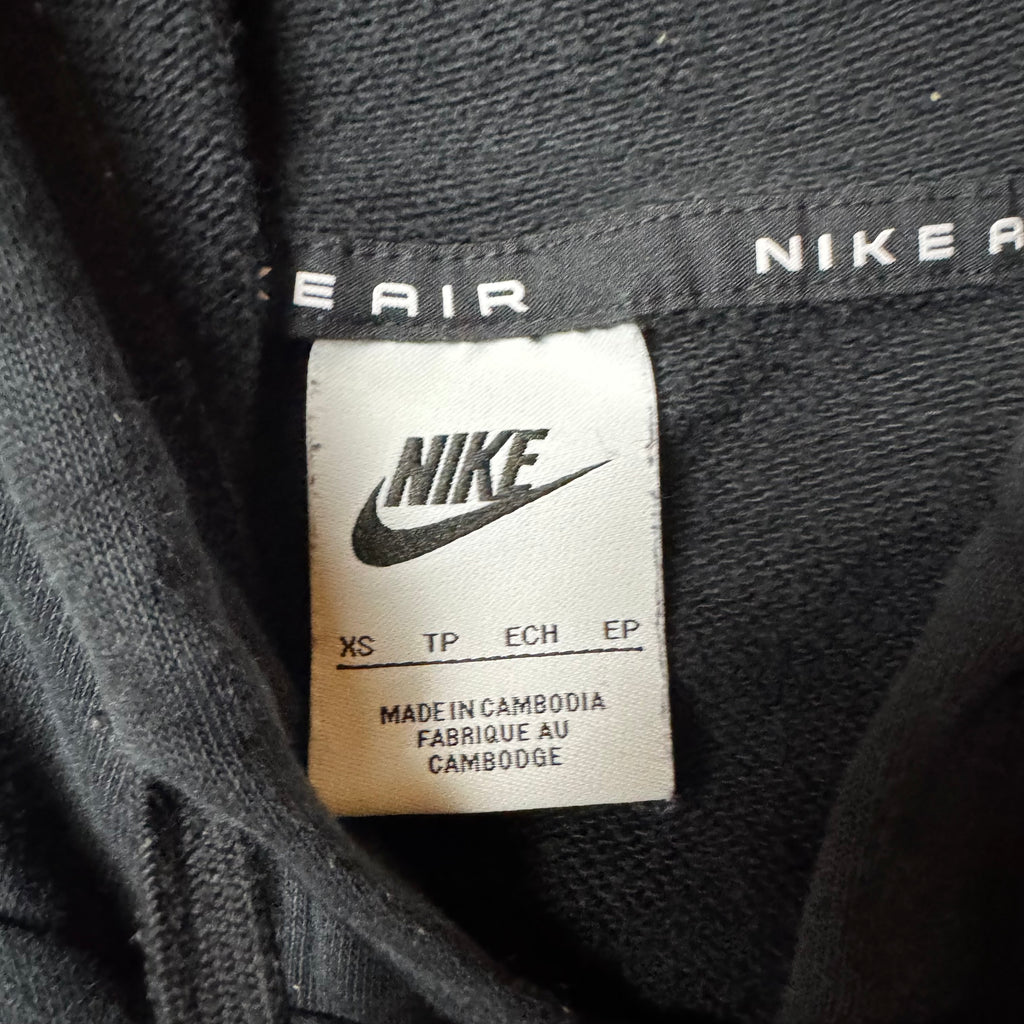 E AIR NIKE A
NIKE
XS TP ECH EP
MADE IN CAMBODIA
FABRIQUE AU
CAMBODGE